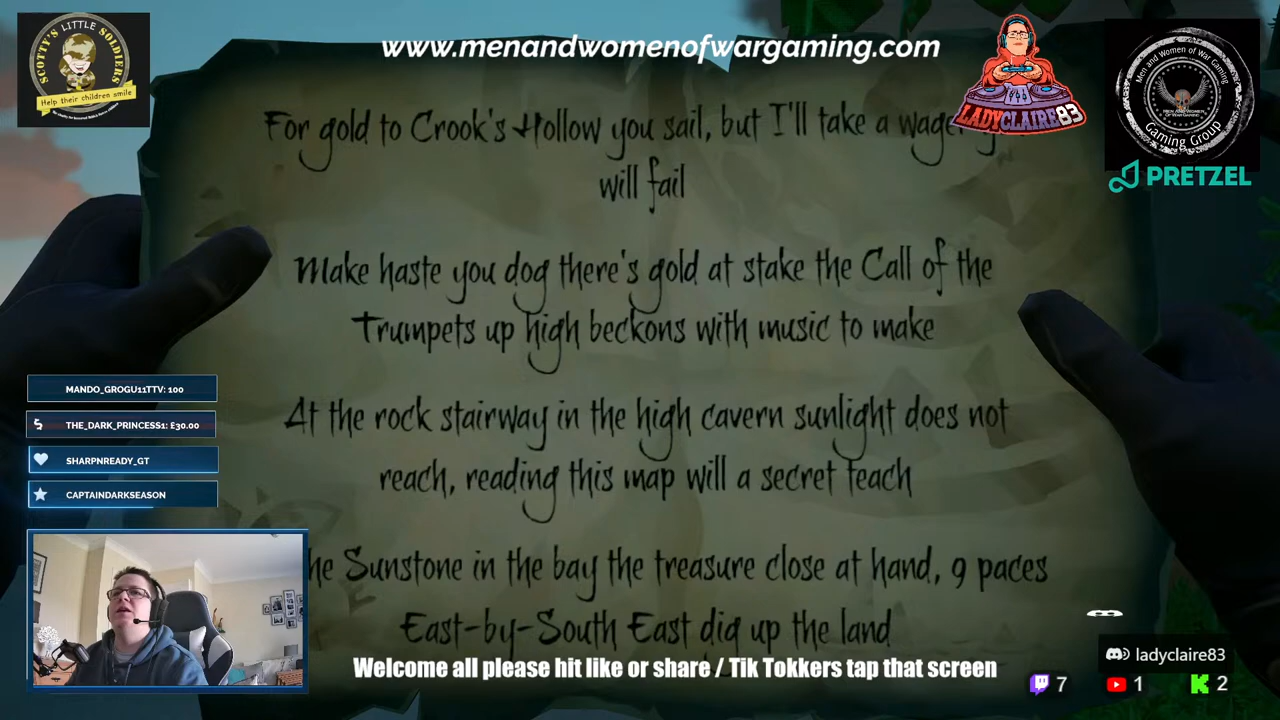 SCOTTY'S LITTLE SOLDIERS
Help their children smile
www.menandwomenofwargaming.com
LADYCLAIRE83
Men and Women of War Gaming
Gaming Group
PRETZEL
For gold to Crook's Hollow you sail, but I'll take a
will fail
Make haste you dog there's gold at stake the Call of the
Trumpets up high beckons with music to make
At the rock stairway in the high cavern sunlight does not
reach, reading this map will a secret teach
Sunstone in the bay the treasure close at hand, 9 paces
East-by-South East dig up the land
MANDO_GROGU11TTV: 100
THE_DARK_PRINCESS1: £30.00
SHARPNREADY_GT
CAPTAINDARKSEASON
Welcome all please hit like or share / Tik Tokkers tap that screen
ladyclaire83
7
1
2